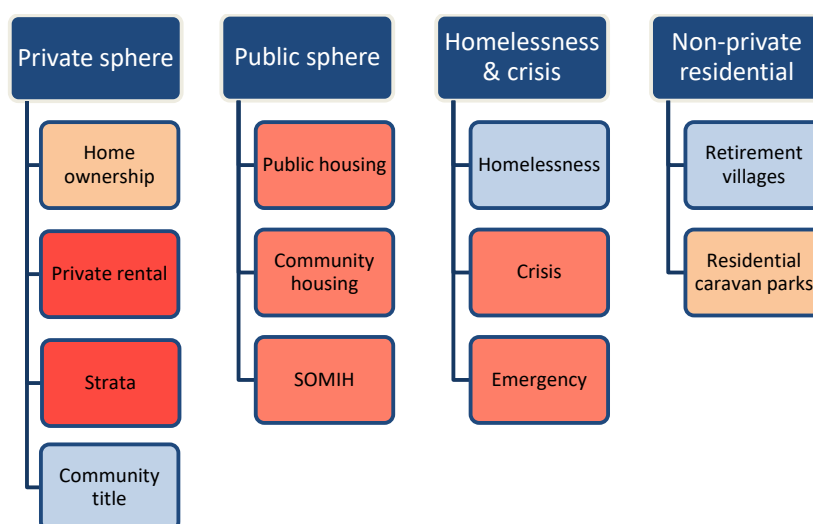 Private sphere
Home
ownership
Private rental
Strata
Community
title
Public sphere
Public housing
Community
housing
SOMIH
Homelessness
& crisis
Homelessness
Crisis
Emergency
Non-private
residential
Retirement
villages
Residential
caravan parks